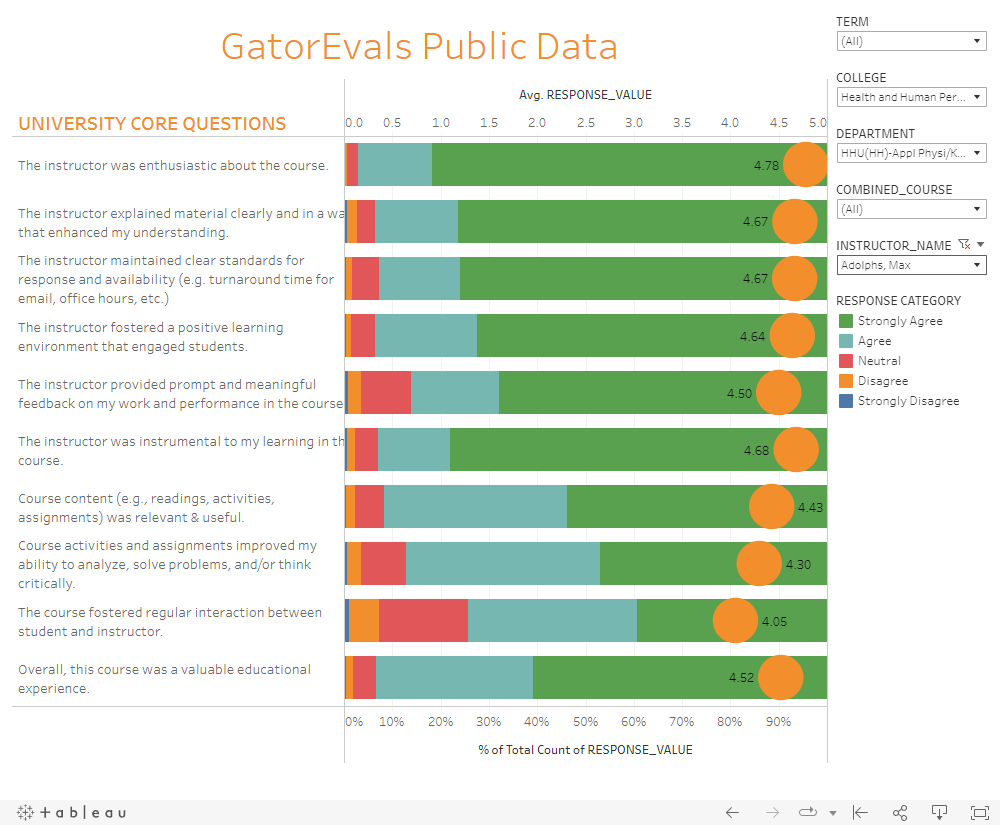 GatorEvals Public Data
TERM
(All)
COLLEGE
Health and Human Per...
DEPARTMENT
HHU(HH)-Appl Physi/K...
COMBINED_COURSE
(All)
INSTRUCTOR_NAME
Adolphs, Max
RESPONSE CATEGORY
Strongly Agree
Agree
Neutral
Disagree
Strongly Disagree
Avg. RESPONSE_VALUE
UNIVERSITY CORE QUESTIONS
0.0 0.5 1.0 1.5 2.0 2.5 3.0 3.5 4.0 4.5 5.0
The instructor was enthusiastic about the course.
4.78
The instructor explained material clearly and in a wa
that enhanced my understanding.
4.67
The instructor maintained clear standards for
response and availability (e.g. turnaround time for
email, office hours, etc.)
4.67
The instructor fostered a positive learning
environment that engaged students.
4.64
The instructor provided prompt and meaningful
feedback on my work and performance in the course
4.50
The instructor was instrumental to my learning in th
course.
4.68
Course content (e.g., readings, activities,
assignments) was relevant & useful.
4.43
Course activities and assignments improved my
ability to analyze, solve problems, and/or think
critically.
4.30
The course fostered regular interaction between
student and instructor.
4.05
Overall, this course was a valuable educational
experience.
4.52
0% 10% 20% 30% 40% 50% 60% 70% 80% 90%
% of Total Count of RESPONSE_VALUE
+ableau